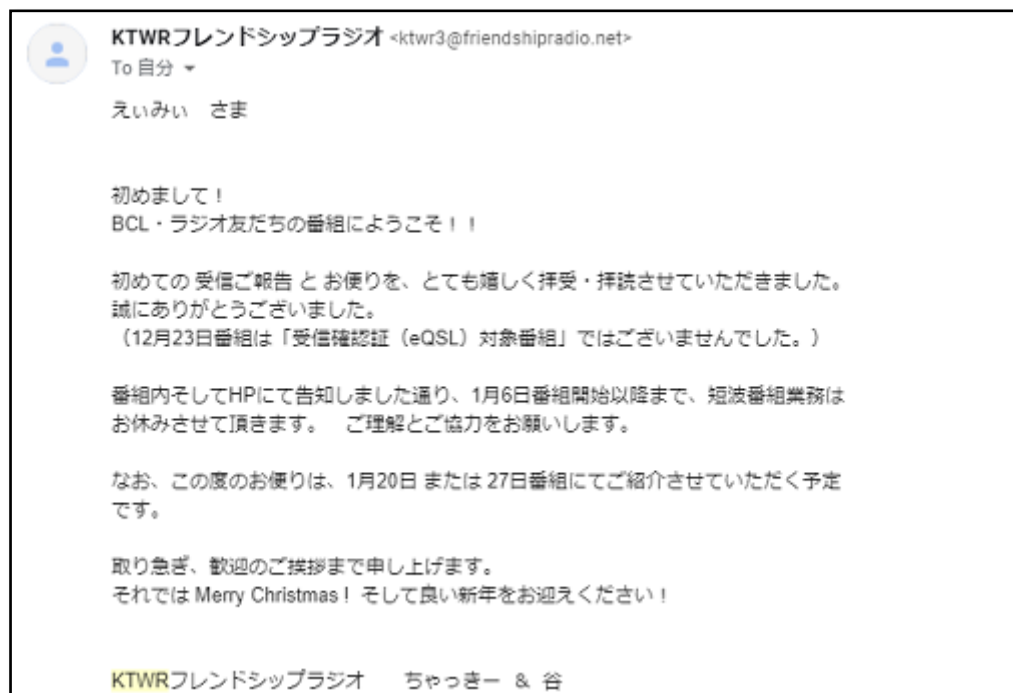 KTWRフレンドシップラジオ <ktwr3@friendshipradio.net>
To 自分
えぃみぃ　さま
初めまして！
BCL・ラジオ友だちの番組にようこそ！！
初めての 受信ご報告 と お便りを、とても嬉しく拝受・拝読させていただきました。
誠にありがとうございました。
（12月23日番組は「受信確認証（eQSL）対象番組」ではございませんでした。）
番組内そしてHPにて告知しました通り、1月6日番組開始以降まで、短波番組業務は
お休みさせて頂きます。　ご理解とご協力をお願いします。
なお、この度のお便りは、1月20日 または 27日番組にてご紹介させていただく予定
です。
取り急ぎ、歓迎のご挨拶まで申し上げます。
それでは Merry Christmas！ そして良い新年をお迎えください！
KTWRフレンドシップラジオ　　ちゃっきー ＆ 谷